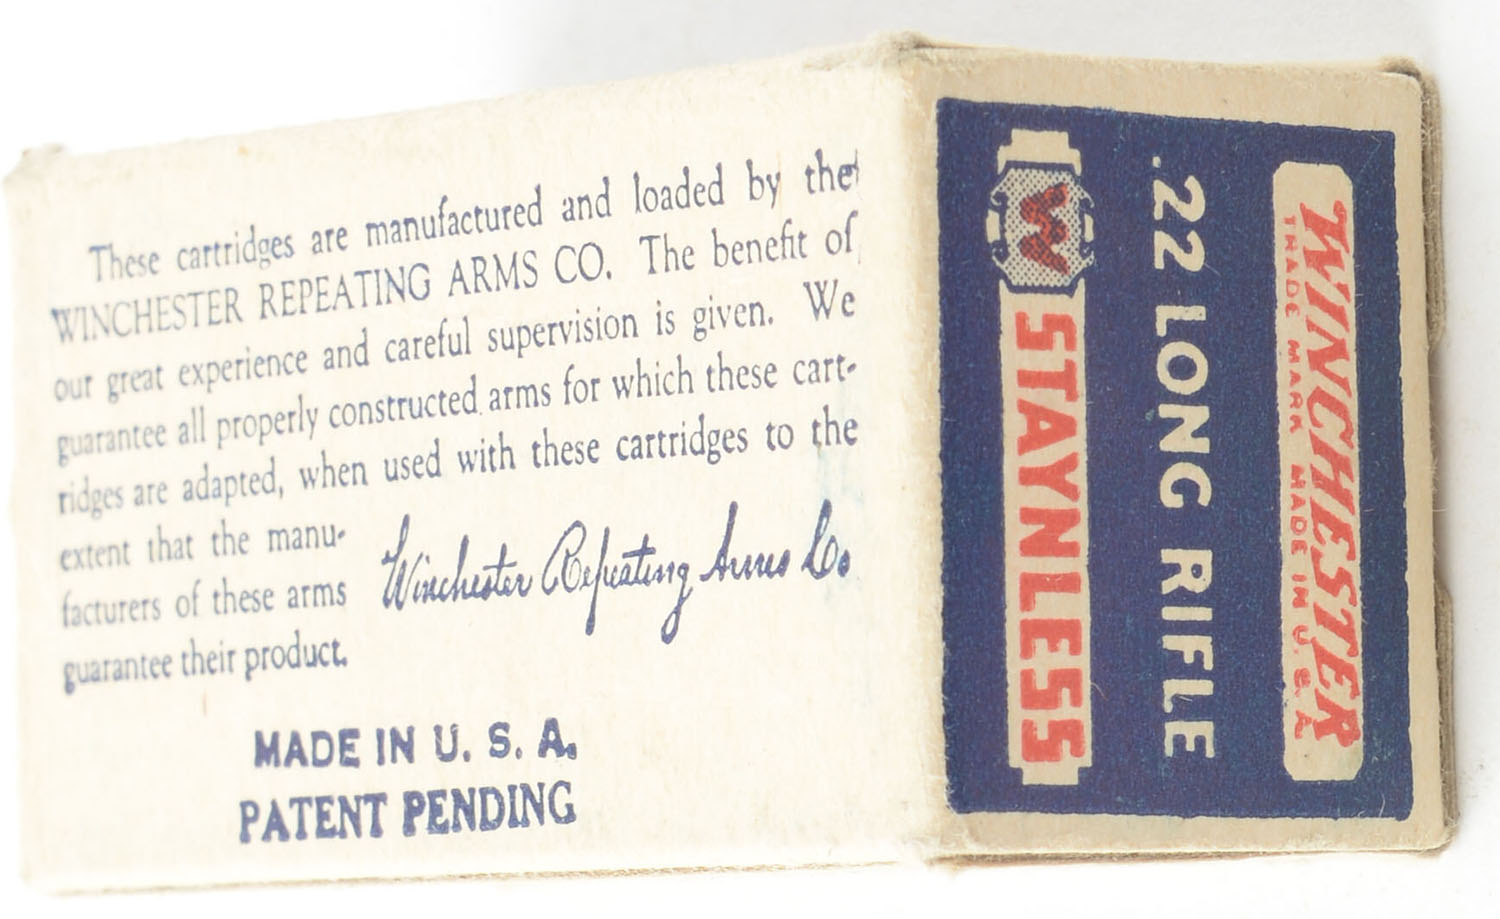 These cartridges are manufactured and loaded by the
WINCHESTER REPEATING ARMS CO. The benefit of
our great experience and careful supervision is given. We
guarantee all properly constructed arms for which these cart-
ridges are adapted, when used with these cartridges to the
extent that the manu-
facturers of these arms
guarantee their product.
Winchester Repeating Arms Co.
MADE IN U. S. A.
PATENT PENDING
WINCHESTER
TRADE MARK MADE IN U.S.A
.22 LONG RIFLE
W STAYNLESS